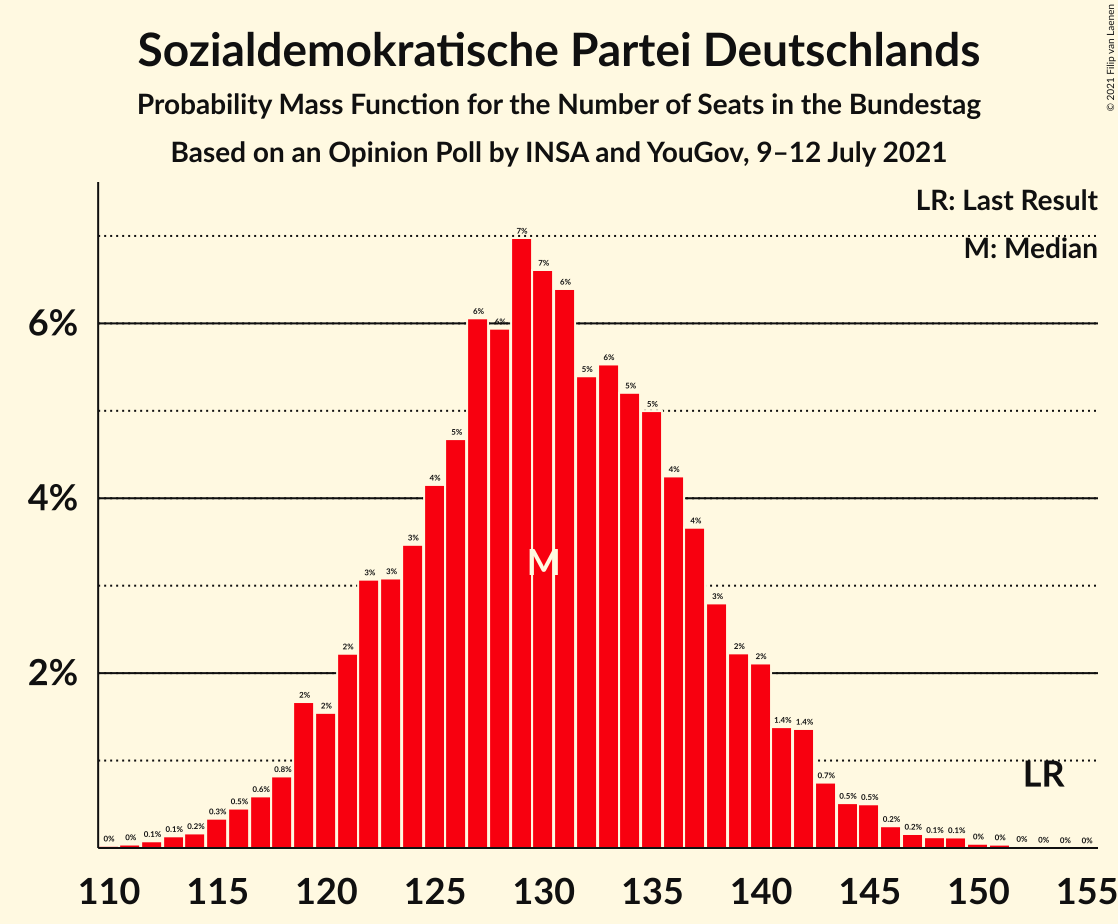 Sozialdemokratische Partei Deutschlands
Probability Mass Function for the Number of Seats in the Bundestag
Based on an Opinion Poll by INSA and YouGov, 9–12 July 2021
© 2021 Filip van Laenen
LR: Last Result
M: Median
6%
4%
2%
0% 0% 0.1% 0.1% 0.2% 0.3% 0.5% 0.6% 0.8% 2% 2% 2% 3% 3% 3% 4% 5% 6% 6% 7% 7% 6% 5% 6% 5% 5% 4% 4% 3% 2% 2% 1.4% 1.4% 0.7% 0.5% 0.5% 0.2% 0.2% 0.1% 0.1% 0% 0% 0% 0% 0% 0%
M
LR
110 115 120 125 130 135 140 145 150 155